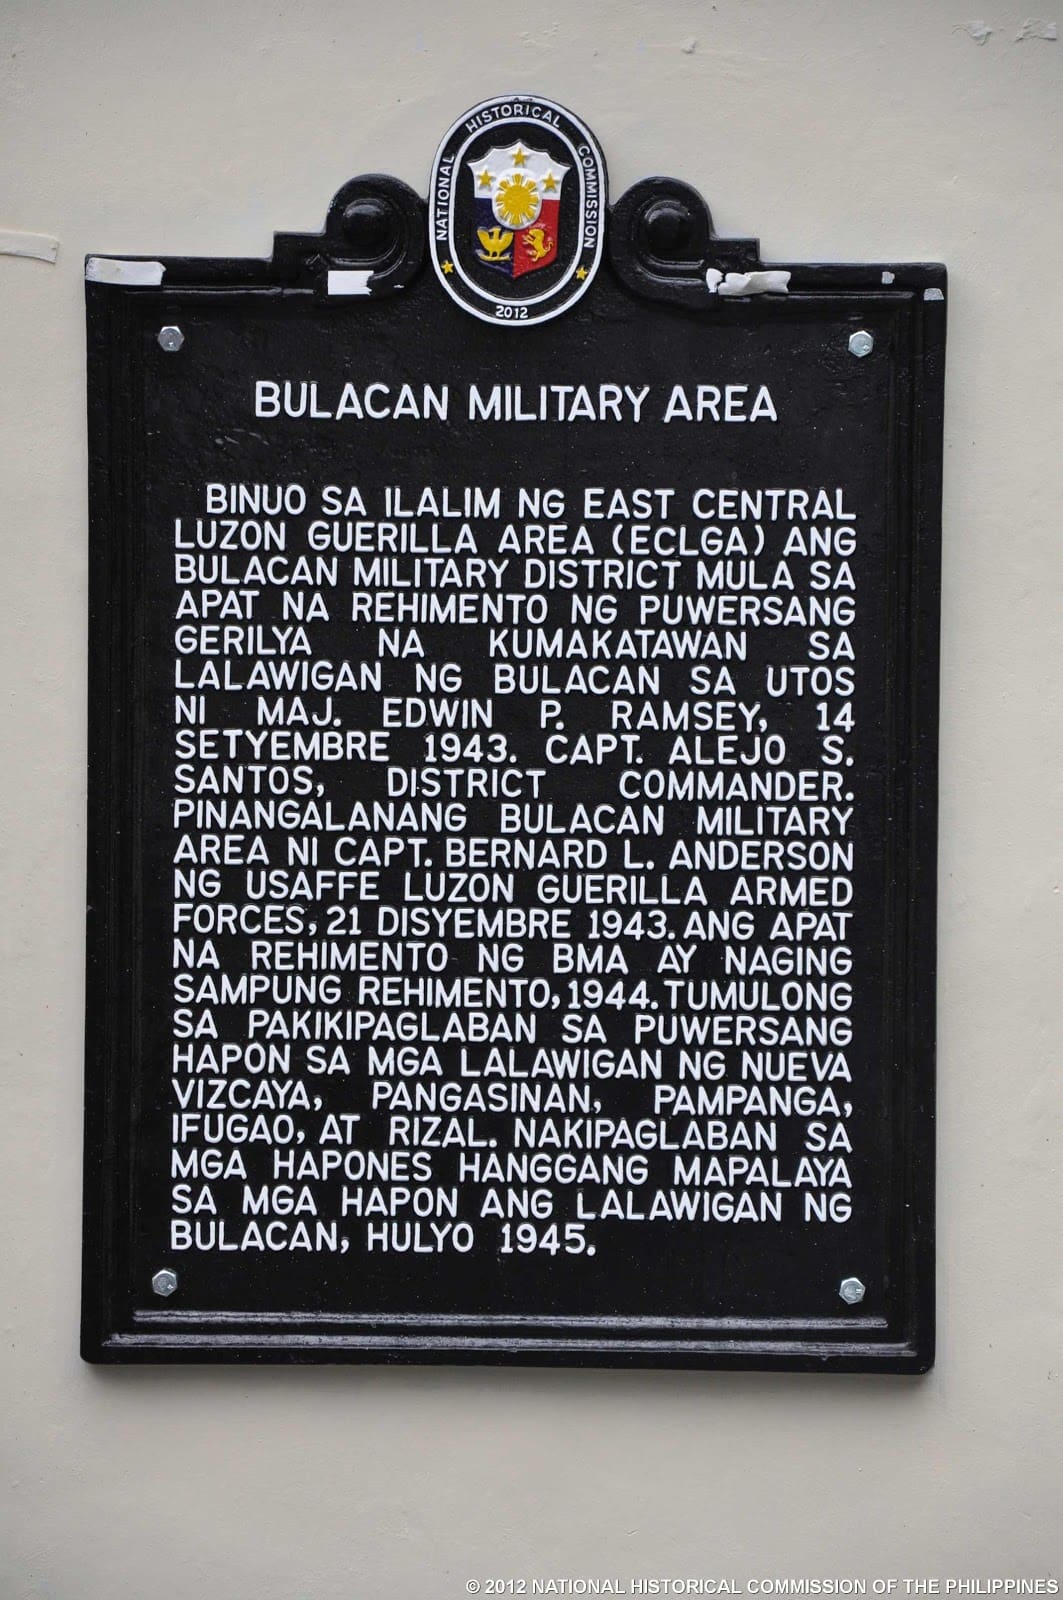 NATIONAL HISTORICAL COMMISSION
2012
BULACAN MILITARY AREA
BINUO SA ILALIM NG EAST CENTRAL
LUZON GUERILLA AREA (ECLGA) ANG
BULACAN MILITARY DISTRICT MULA SA
APAT NA REHIMENTO NG PUWERSANG
GERILYA NA KUMAKATAWAN SA
LALAWIGAN NG BULACAN SA UTOS
NI MAJ. EDWIN P. RAMSEY, 14
SETYEMBRE 1943. CAPT. ALEJO S.
SANTOS, DISTRICT COMMANDER.
PINANGALANANG BULACAN MILITARY
AREA NI CAPT. BERNARD L. ANDERSON
NG USAFFE LUZON GUERILLA ARMED
FORCES, 21 DISYEMBRE 1943. ANG APAT
NA REHIMENTO NG BMA AY NAGING
SAMPUNG REHIMENTO, 1944. TUMULONG
SA PAKIKIPAGLABAN SA PUWERSANG
HAPON SA MGA LALAWIGAN NG NUEVA
VIZCAYA, PANGASINAN, PAMPANGA,
IFUGAO, AT RIZAL. NAKIPAGLABAN SA
MGA HAPONES HANGGANG MAPALAYA
SA MGA HAPON ANG LALAWIGAN NG
BULACAN, HULYO 1945.
© 2012 NATIONAL HISTORICAL COMMISSION OF THE PHILIPPINES